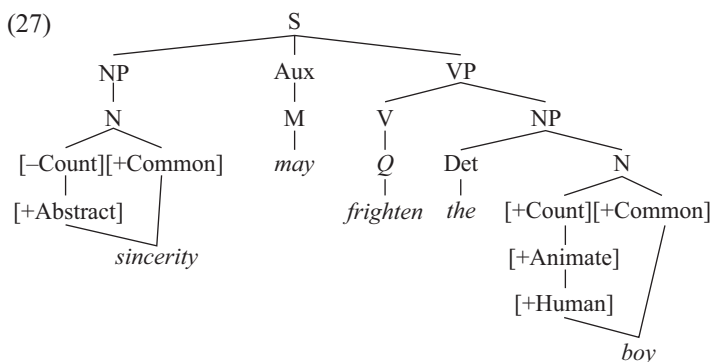 (27)
S
NP Aux VP
N M V NP
[–Count][+Common] may Q Det N
[+Abstract] frighten the [+Count][+Common]
sincerity [+Animate]
[+Human]
boy